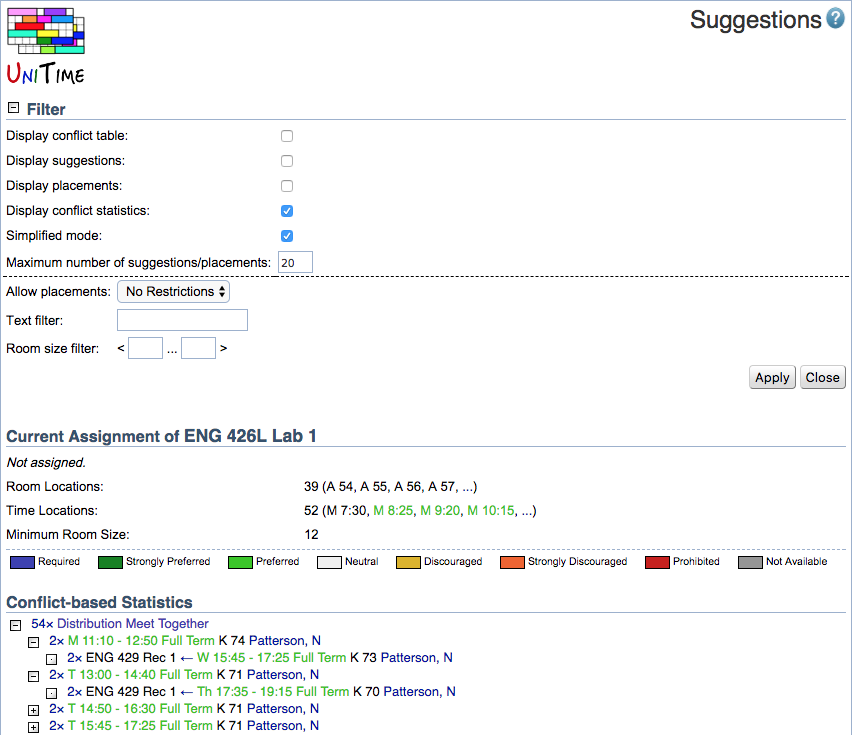 Suggestions ?
UniTime
Filter
Display conflict table:
Display suggestions:
Display placements:
Display conflict statistics:
Simplified mode:
Maximum number of suggestions/placements: 20
Allow placements: No Restrictions
Text filter:
Room size filter: < ... >
Apply Close
Current Assignment of ENG 426L Lab 1
Not assigned.
Room Locations: 39 (A 54, A 55, A 56, A 57, ...)
Time Locations: 52 (M 7:30, M 8:25, M 9:20, M 10:15, ...)
Minimum Room Size: 12
Required Strongly Preferred Preferred Neutral Discouraged Strongly Discouraged Prohibited Not Available
Conflict-based Statistics
54× Distribution Meet Together
2× M 11:10 - 12:50 Full Term K 74 Patterson, N
2× ENG 429 Rec 1 ← W 15:45 - 17:25 Full Term K 73 Patterson, N
2× T 13:00 - 14:40 Full Term K 71 Patterson, N
2× ENG 429 Rec 1 ← Th 17:35 - 19:15 Full Term K 70 Patterson, N
2× T 14:50 - 16:30 Full Term K 71 Patterson, N
2× T 15:45 - 17:25 Full Term K 71 Patterson, N